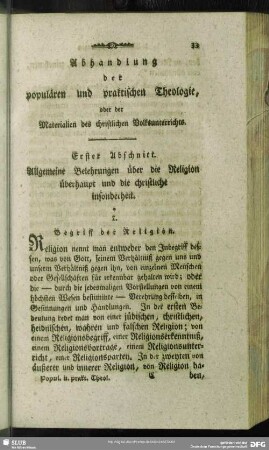 33
Abhandlung
der
populären und praktischen Theologie,
oder der
Materialien des christlichen Volksunterrichts.
Erster Abschnitt.
Allgemeine Belehrungen über die Religion
überhaupt und die christliche
insonderheit.
1.
Begriff der Religion.
Religion nennt man entweder den Inbegriff des-
sen, was von Gott, seinem Verhältniß gegen uns und
unserm Verhältniß gegen Ihn, von einzelnen Menschen
oder Gesellschaften für erkennbar gehalten wird; oder
die — durch die jedesmaligen Vorstellungen von einem
höchsten Wesen bestimmte — Verehrung desselben, in
Gesinnungen und Handlungen. In der ersten Be-
deutung redet man von einer jüdischen, christlichen,
heidnischen, wahren und falschen Religion; von
einem Religionsbegriff, einer Religionserkenntniß,
einem Religionsvortrage, einem Religionsunter-
richt, einer Religionsparten. In der zweyten von
äußerer und innerer Religion, von Religion ha-
Popul. u. prakt. Theol. C ben,
SLUB